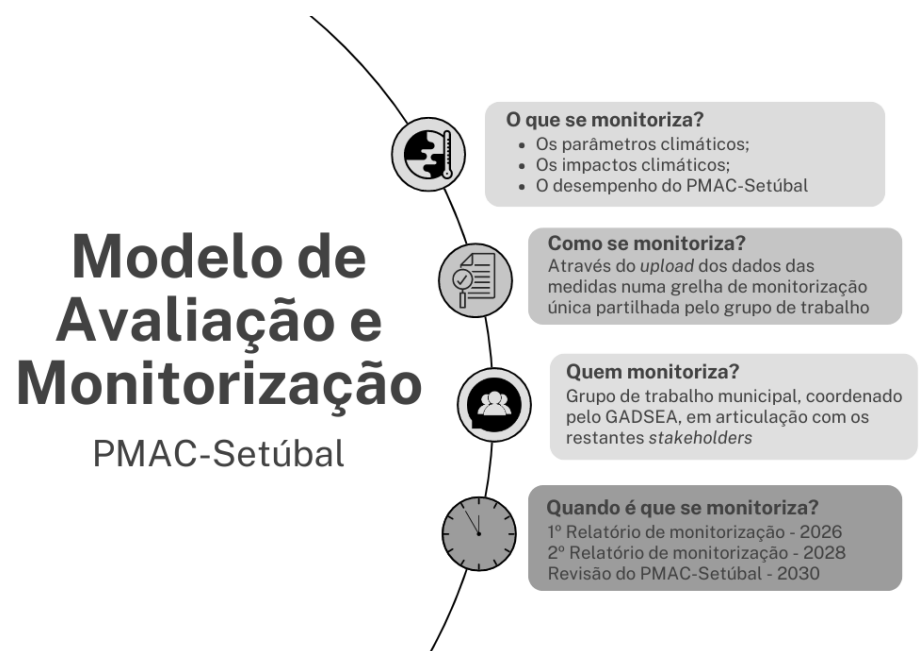 Modelo de
Avaliação e
Monitorização
PMAC-Setúbal
O que se monitoriza?
• Os parâmetros climáticos;
• Os impactos climáticos;
• O desempenho do PMAC-Setúbal
Como se monitoriza?
Através do upload dos dados das
medidas numa grelha de monitorização
única partilhada pelo grupo de trabalho
Quem monitoriza?
Grupo de trabalho municipal, coordenado
pelo GADSEA, em articulação com os
restantes stakeholders
Quando é que se monitoriza?
1º Relatório de monitorização - 2026
2º Relatório de monitorização - 2028
Revisão do PMAC-Setúbal - 2030